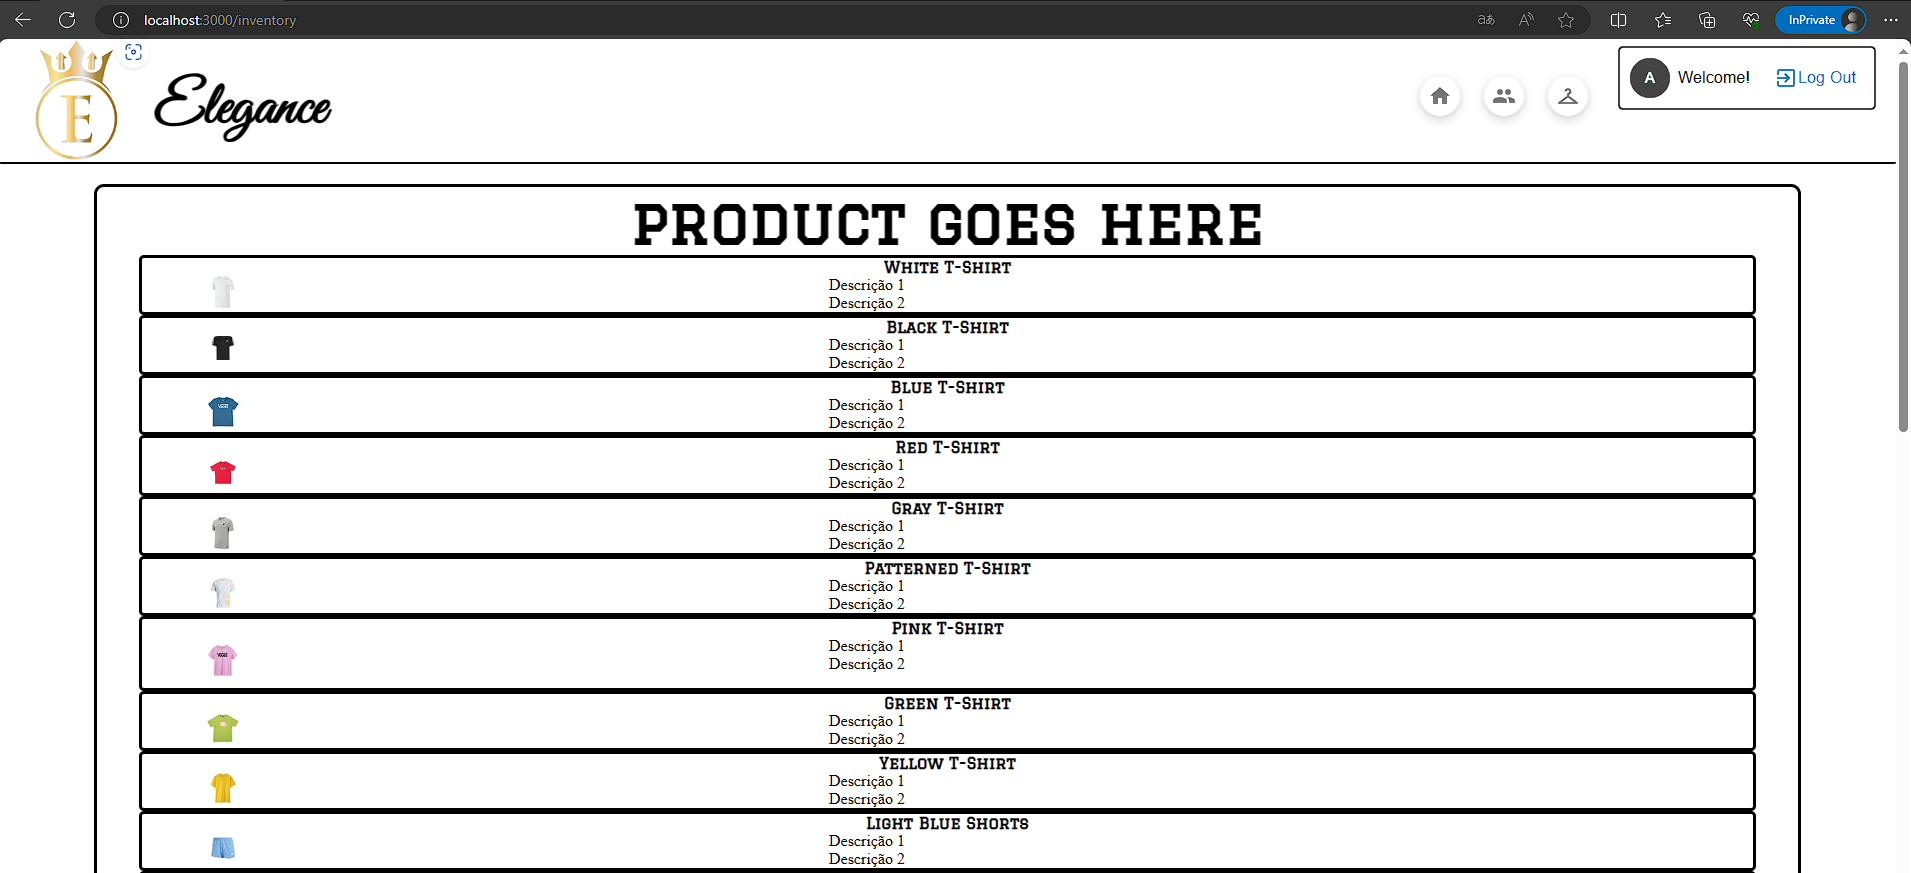 localhost:3000/inventory
InPrivate
E
Elegance
A Welcome! Log Out
PRODUCT GOES HERE
White T-Shirt
Descrição 1
Descrição 2
Black T-Shirt
Descrição 1
Descrição 2
Blue T-Shirt
Descrição 1
Descrição 2
Red T-Shirt
Descrição 1
Descrição 2
Gray T-Shirt
Descrição 1
Descrição 2
Patterned T-Shirt
Descrição 1
Descrição 2
Pink T-Shirt
Descrição 1
Descrição 2
Green T-Shirt
Descrição 1
Descrição 2
Yellow T-Shirt
Descrição 1
Descrição 2
Light Blue Shorts
Descrição 1
Descrição 2